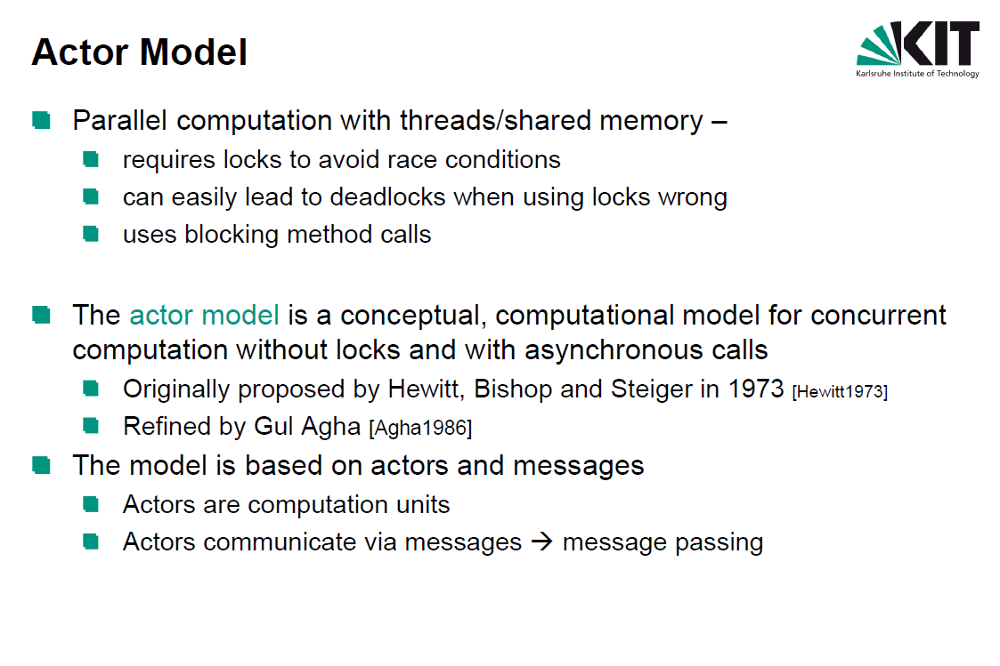 Actor Model
KIT
Karlsruhe Institute of Technology
Parallel computation with threads/shared memory –
requires locks to avoid race conditions
can easily lead to deadlocks when using locks wrong
uses blocking method calls
The actor model is a conceptual, computational model for concurrent
computation without locks and with asynchronous calls
Originally proposed by Hewitt, Bishop and Steiger in 1973 [Hewitt1973]
Refined by Gul Agha [Agha1986]
The model is based on actors and messages
Actors are computation units
Actors communicate via messages → message passing